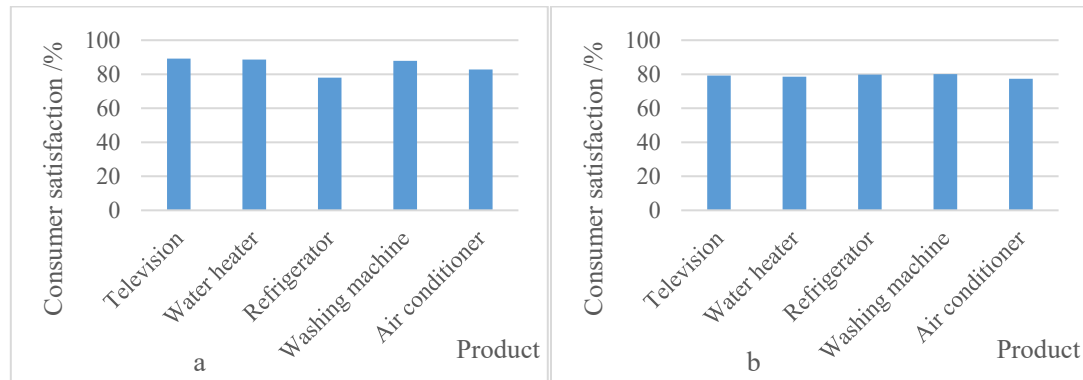 Consumer satisfaction /%
100
80
60
40
20
0
Television
Water heater
Refrigerator
Washing machine
Air conditioner
Product
a
Consumer satisfaction /%
100
80
60
40
20
0
Television
Water heater
Refrigerator
Washing machine
Air conditioner
Product
b